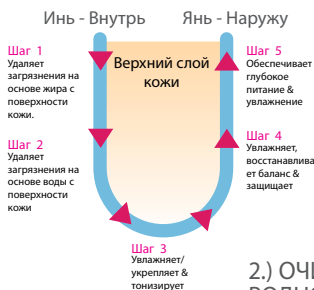 Инь - Внутрь
Янь - Наружу
Шаг 1
Удаляет
загрязнения на
основе жира с
поверхности
кожи.
Шаг 2
Удаляет
загрязнения на
основе воды с
поверхности
кожи
Верхний слой
кожи
Шаг 5
Обеспечивает
глубокое
питание &
увлажнение
Шаг 4
Увлажняет,
восстанавлива
ет баланс &
защищает
Шаг 3
Увлажняет/
укрепляет &
тонизирует
2.) ОЧИ